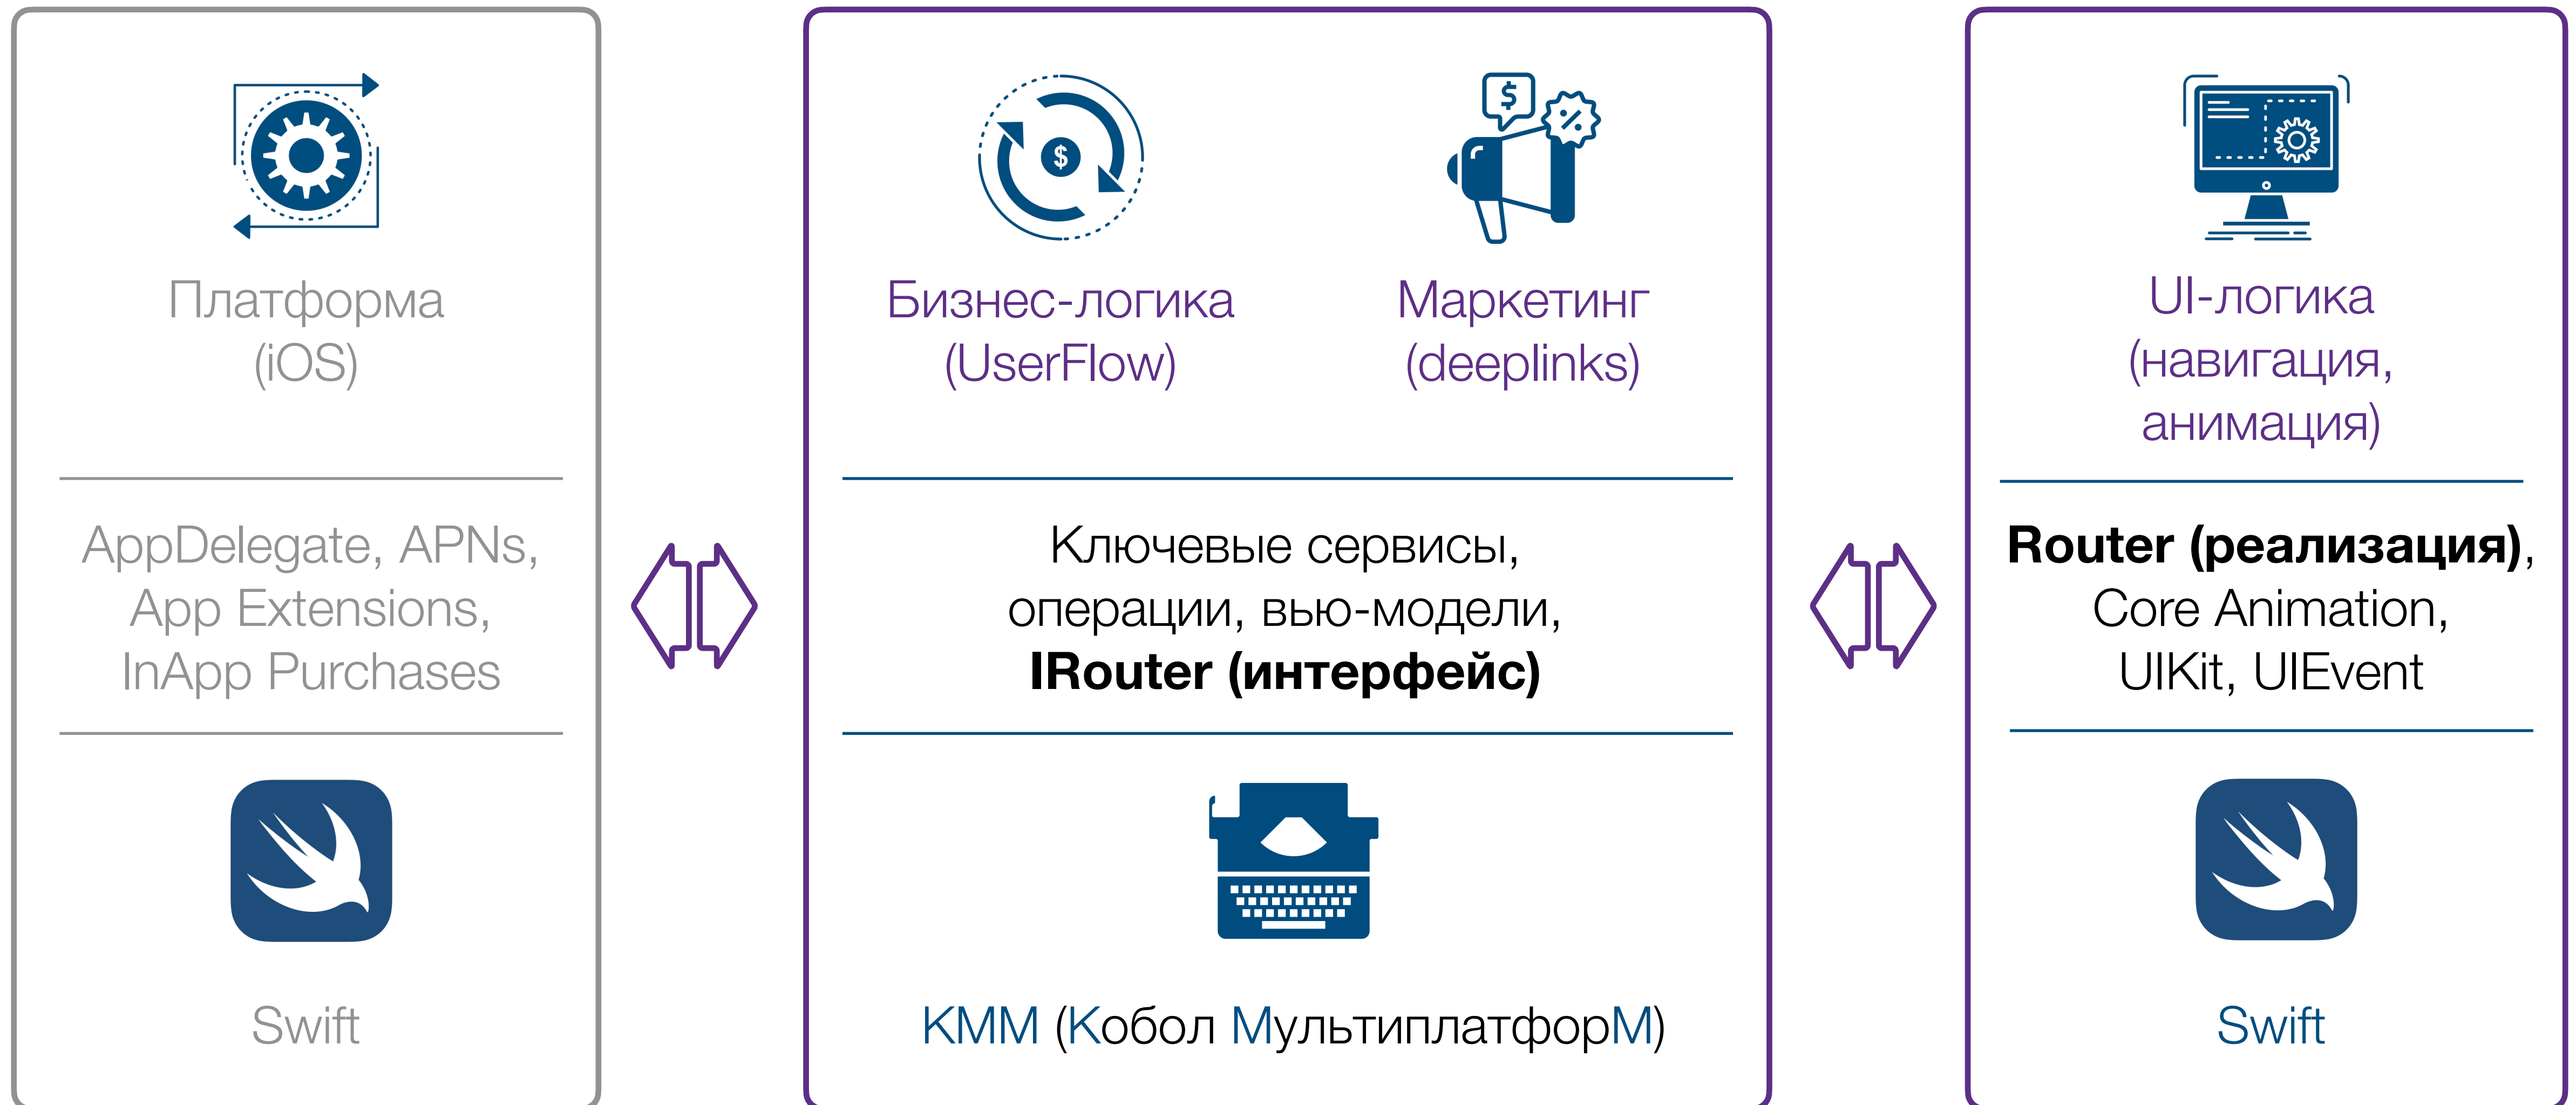 $
$
%
Платформа
(iOS)
AppDelegate, APNs,
App Extensions,
InApp Purchases
Swift
Бизнес-логика
(UserFlow)
Маркетинг
(deeplinks)
Ключевые сервисы,
операции, вью-модели,
IRouter (интерфейс)
KMM (Кобол МультиплатфорМ)
UI-логика
(навигация,
анимация)
Router (реализация),
Core Animation,
UIKit, UIEvent
Swift